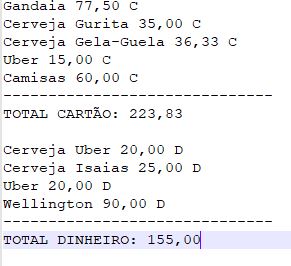 Gandaia 77,50 C
Cerveja Gurita 35,00 C
Cerveja Gela-Guela 36,33 C
Uber 15,00 C
Camisas 60,00 C
------------------------------
TOTAL CARTÃO: 223,83
Cerveja Uber 20,00 D
Cerveja Isaias 25,00 D
Uber 20,00 D
Wellington 90,00 D
------------------------------
TOTAL DINHEIRO: 155,00